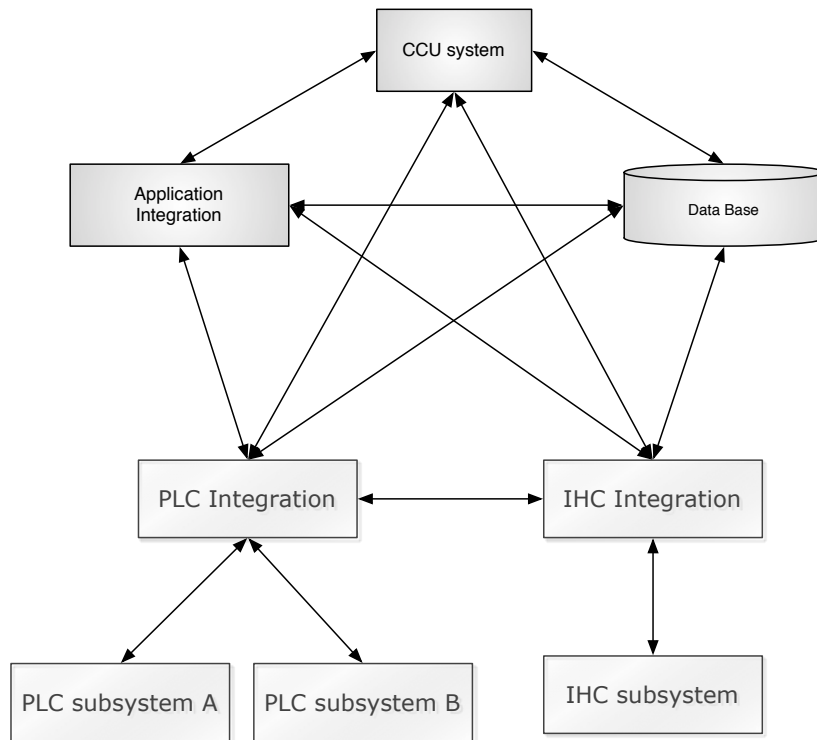 CCU system
Application
Integration
Data Base
PLC Integration
IHC Integration
PLC subsystem A
PLC subsystem B
IHC subsystem